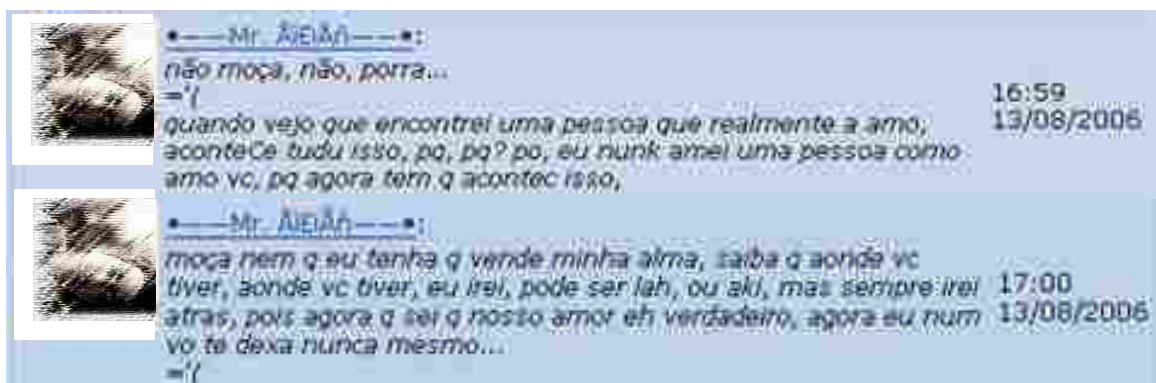 •——Mr. ÅlElÅñ——•:
não moça, não, porra...
='(
16:59
13/08/2006
quando vejo que encontrei uma pessoa que realmente a amo,
aconteCe tudu isso, pq, pq? po, eu nunk amei uma pessoa como
amo vc, pq agora tem q acontec isso,
•——Mr. ÅlElÅñ——•:
moça nem q eu tenha q vende minha alma, saiba q aonde vc
tiver, aonde vc tiver, eu irei, pode ser lah, ou aki, mas sempre irei
atras, pois agora q sei q nosso amor eh verdadeiro, agora eu num
vo te dexa nunca mesmo...
='(
17:00
13/08/2006